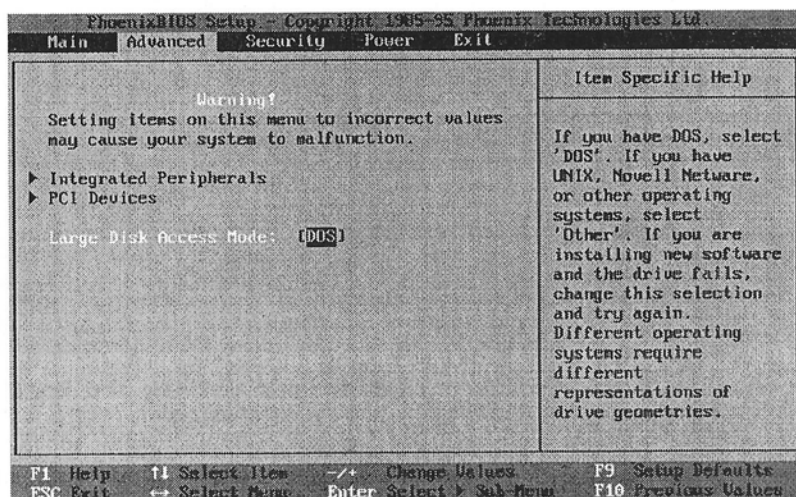 PhoenixBIOS Setup - Copyright 1985-95 Phoenix Technologies Ltd.
Main Advanced Security Power Exit
Warning!
Setting items on this menu to incorrect values
may cause your system to malfunction.
▶ Integrated Peripherals
▶ PCI Devices
Large Disk Access Mode: [DOS]
Item Specific Help
If you have DOS, select
'DOS'. If you have
UNIX, Novell Netware,
or other operating
systems, select
'Other'. If you are
installing new software
and the drive fails,
change this selection
and try again.
Different operating
systems require
different
representations of
drive geometries.
F1 Help ↑↓ Select Item -/+ Change Values F9 Setup Defaults
ESC Exit ↔ Select Menu Enter Select ▶ Sub-Menu F10 Previous Values